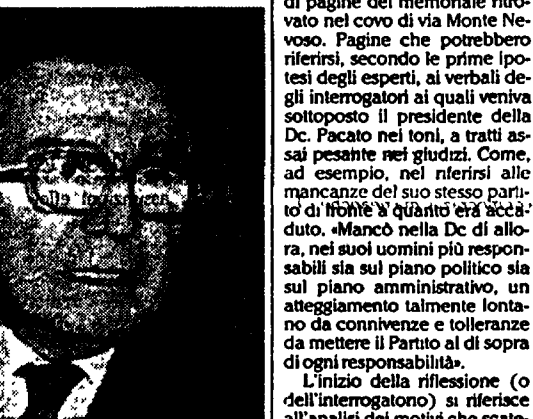 di pagine del memoriale ritro-
vato nel covo di via Monte Ne-
voso. Pagine che potrebbero
riferirsi, secondo le prime ipo-
tesi degli esperti, ai verbali de-
gli interrogatori ai quali veniva
sottoposto il presidente della
Dc. Pacato nei toni, a tratti as-
sai pesante nei giudizi. Come,
ad esempio, nel riferirsi alle
mancanze del suo stesso parti-
to di fronte a quanto era acca-
duto. «Mancò nella Dc di allo-
ra, nei suoi uomini più respon-
sabili sia sul piano politico sia
sul piano amministrativo, un
atteggiamento talmente lonta-
no da connivenze e tolleranze
da mettere il Partito al di sopra
di ogni responsabilità».
L'inizio della riflessione (o
dell'interrogatono) si riferisce
all'analisi dei motivi che scate-